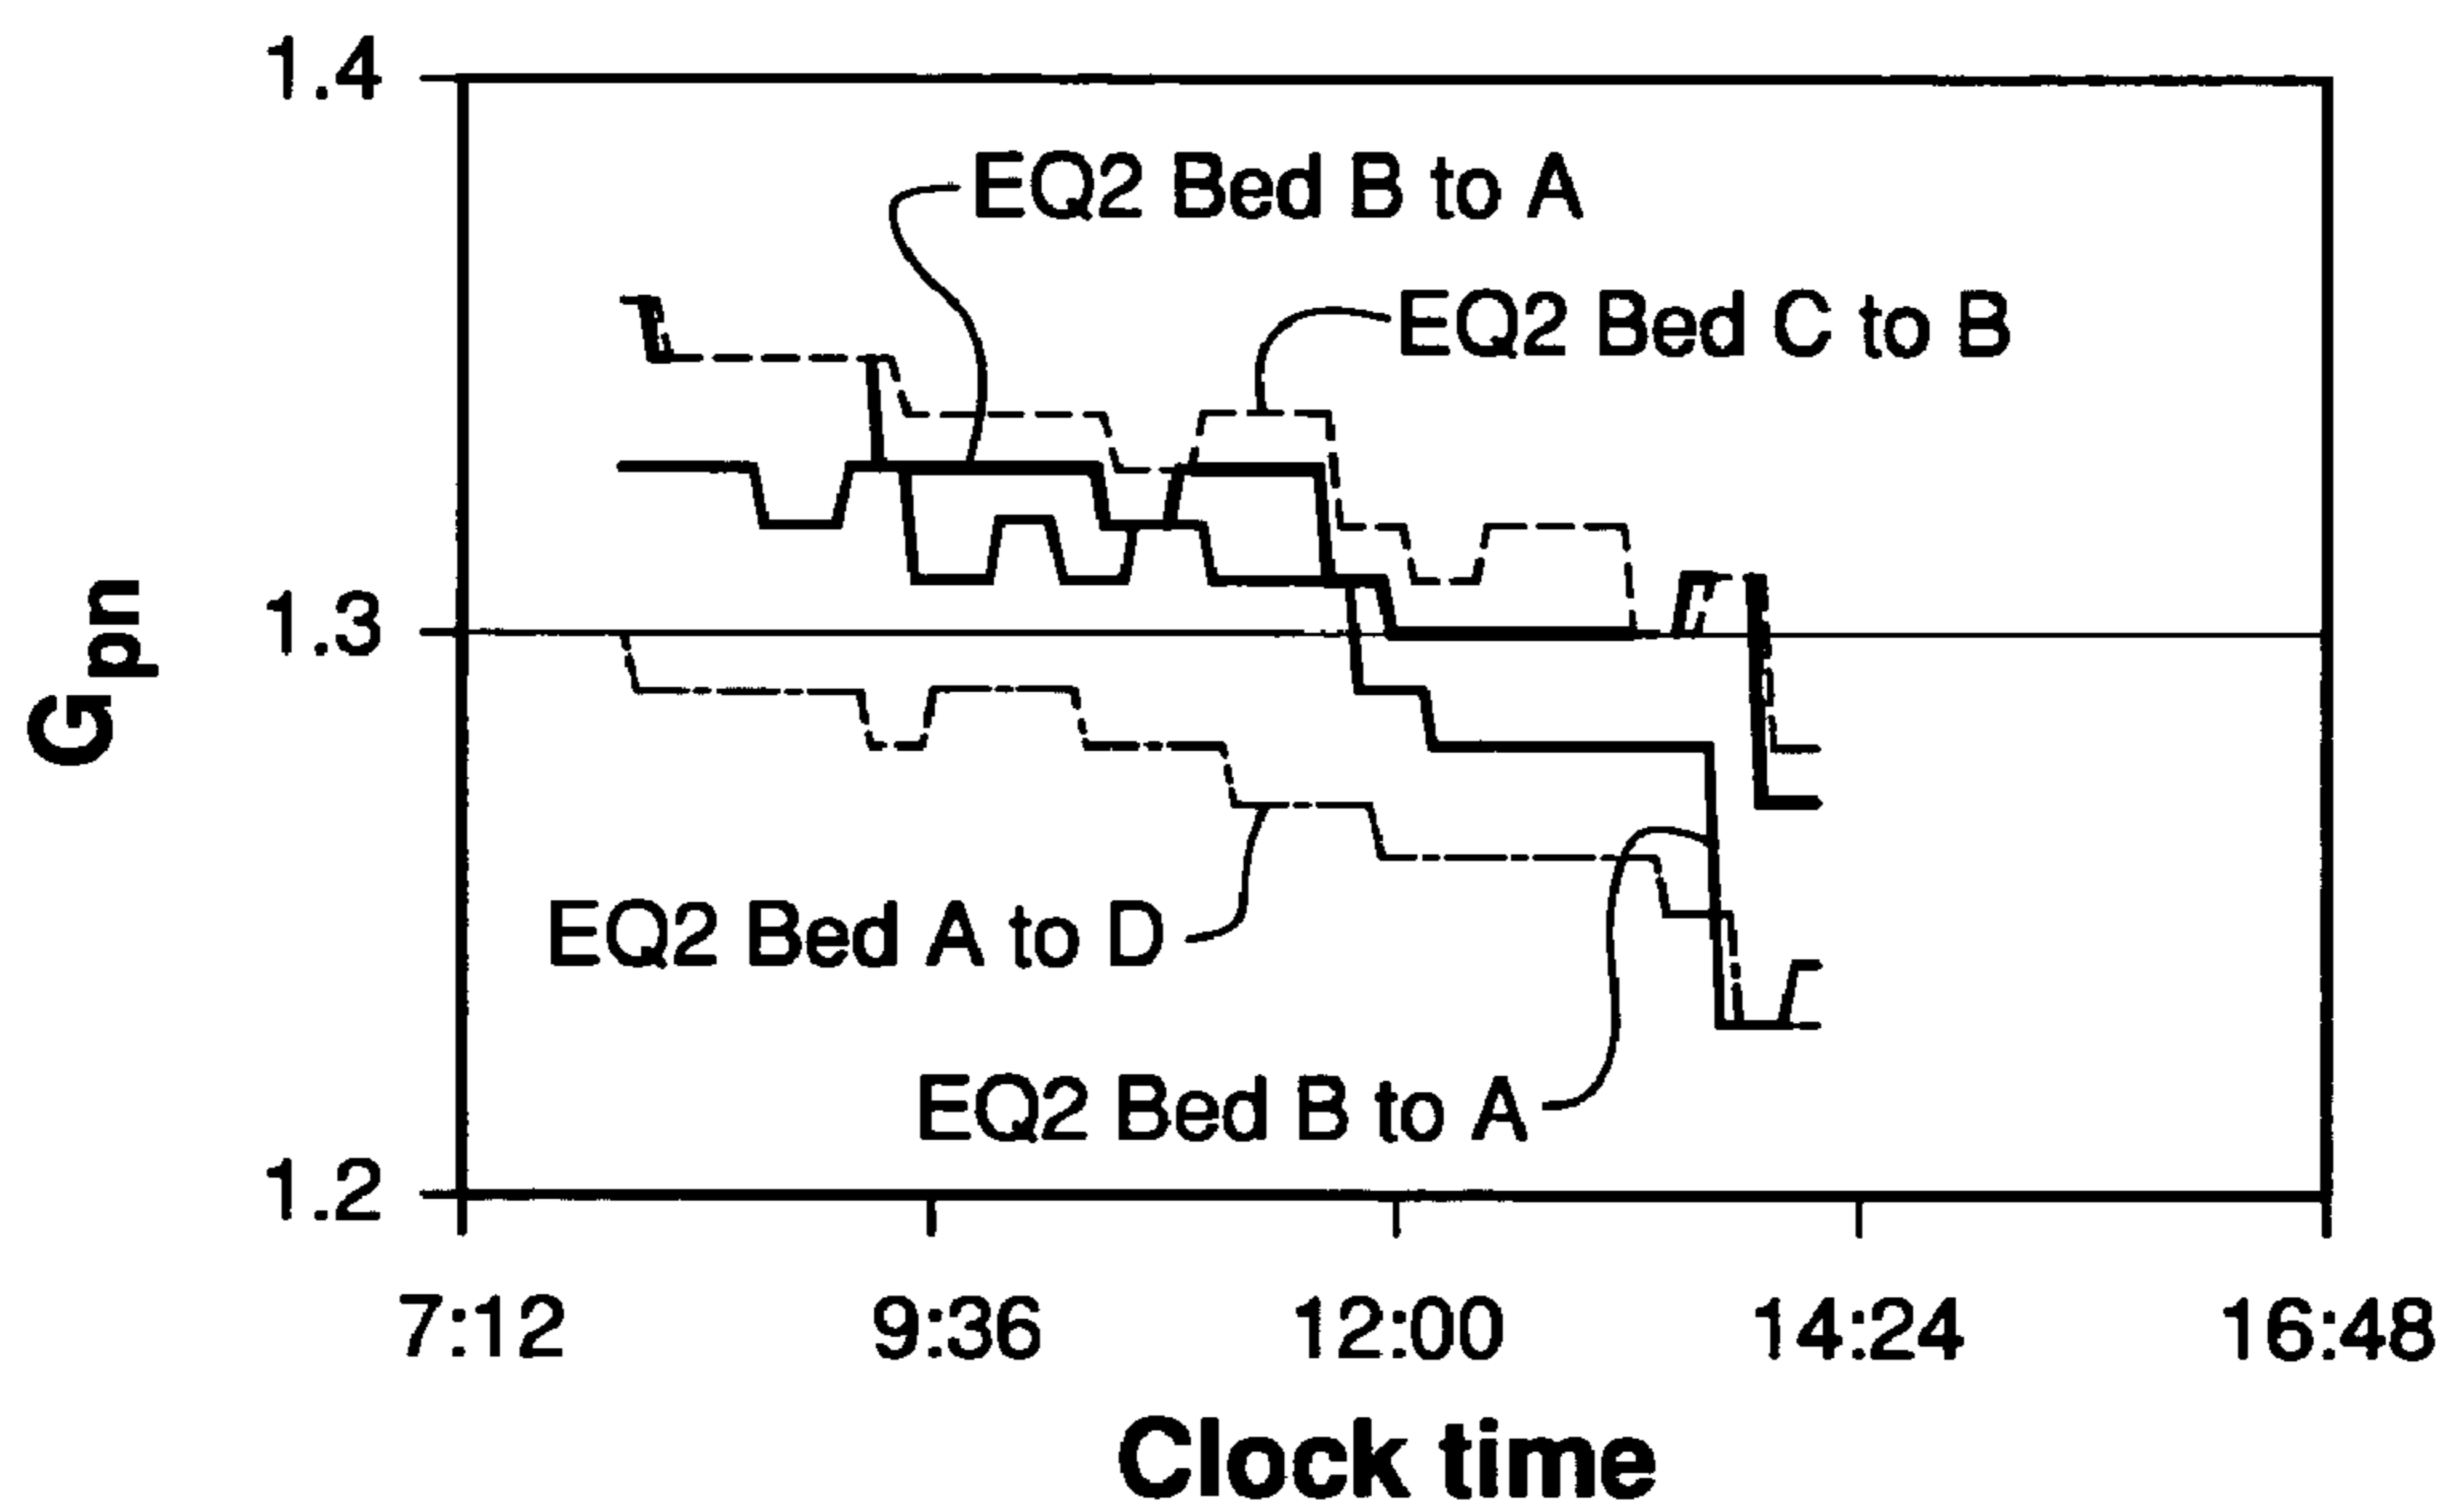 1.4
EQ2 Bed B to A
EQ2 Bed C to B
1.3
Gpn
EQ2 Bed A to D
EQ2 Bed B to A
1.2
7:12 9:36 12:00 14:24 16:48
Clock time